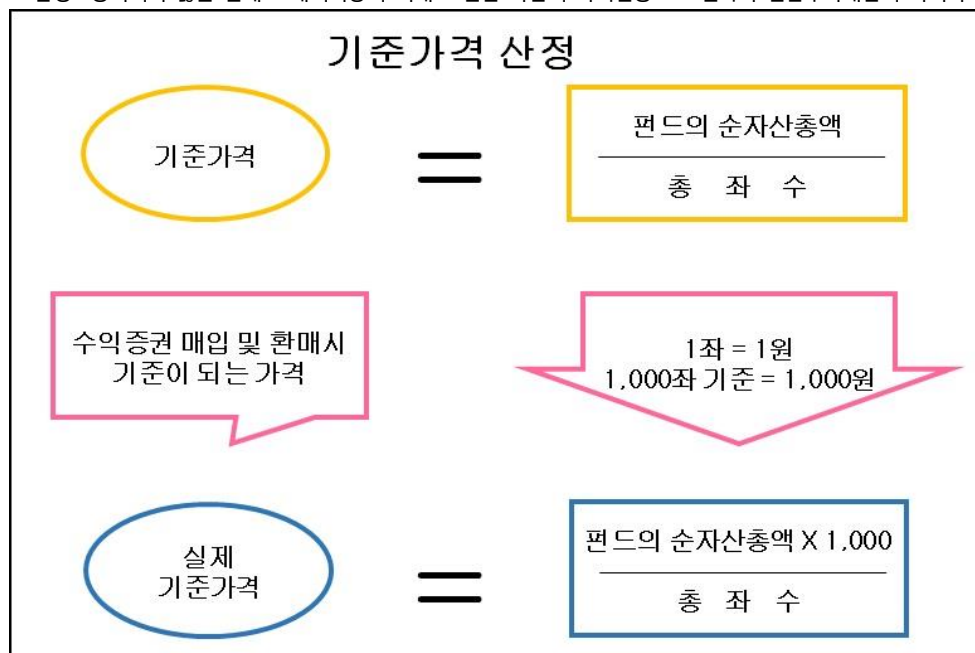 기준가격 산정
기준가격
=
펀드의 순자산총액
총 좌 수
수익증권 매입 및 환매시
기준이 되는 가격
1좌 = 1원
1,000좌 기준 = 1,000원
실제
기준가격
=
펀드의 순자산총액 X 1,000
총 좌 수